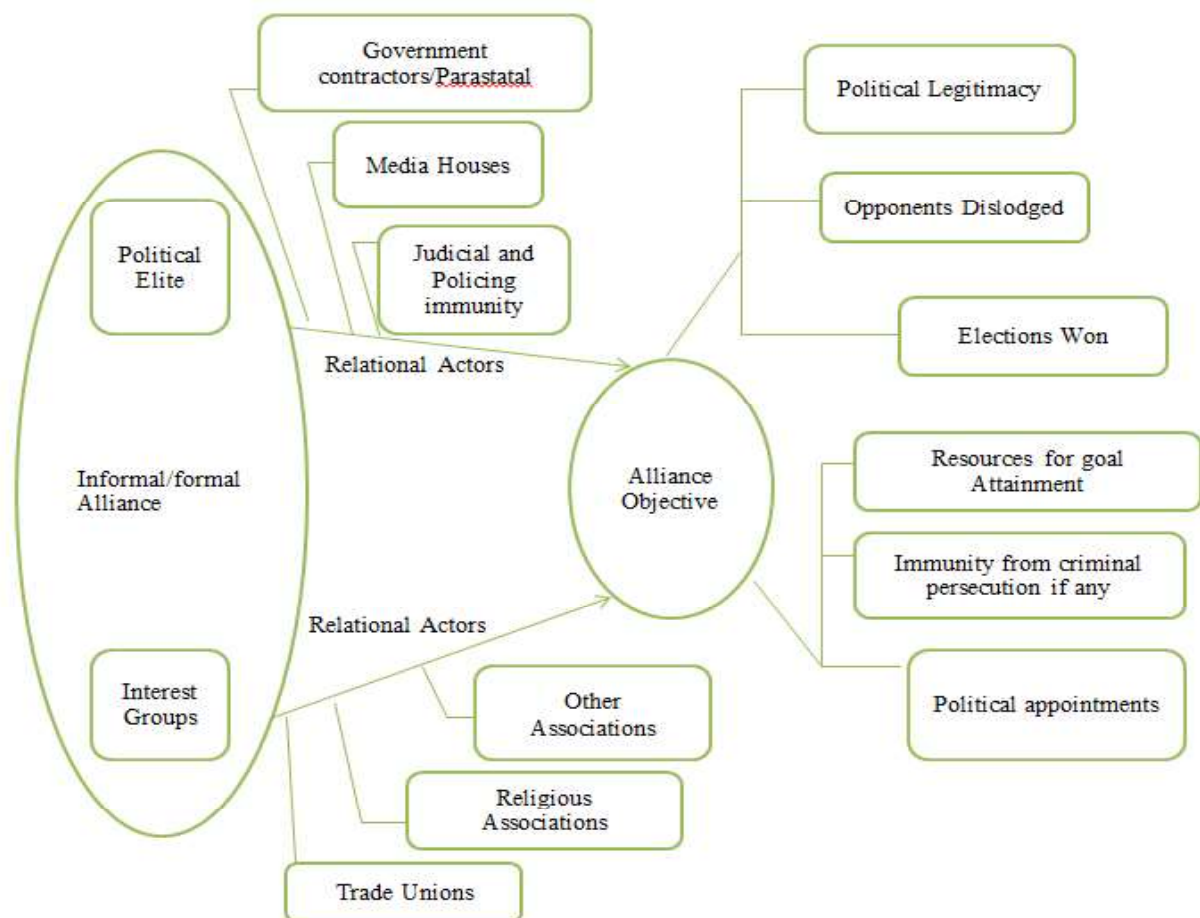 Government
contractors/Parastatal
Media Houses
Judicial and
Policing
immunity
Political
Elite
Relational Actors
Informal/formal
Alliance
Relational Actors
Interest
Groups
Other
Associations
Religious
Associations
Trade Unions
Alliance
Objective
Political Legitimacy
Opponents Dislodged
Elections Won
Resources for goal
Attainment
Immunity from criminal
persecution if any
Political appointments